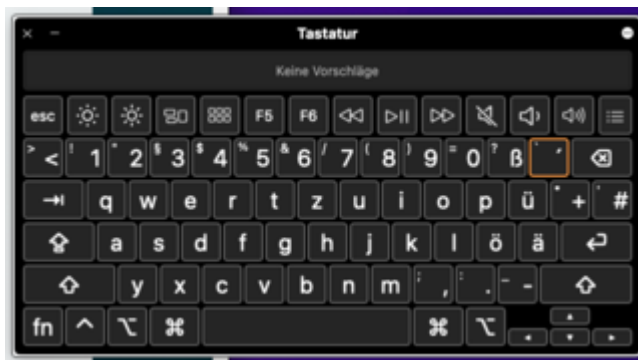 Tastatur
Keine Vorschläge
esc F5 F6
> < ! 1 " 2 § 3 $ 4 % 5 & 6 / 7 ( 8 ) 9 = 0 ? ß ` ´
q w e r t z u i o p ü * + ' #
a s d f g h j k l ö ä
y x c v b n m ; , : . _ -
fn